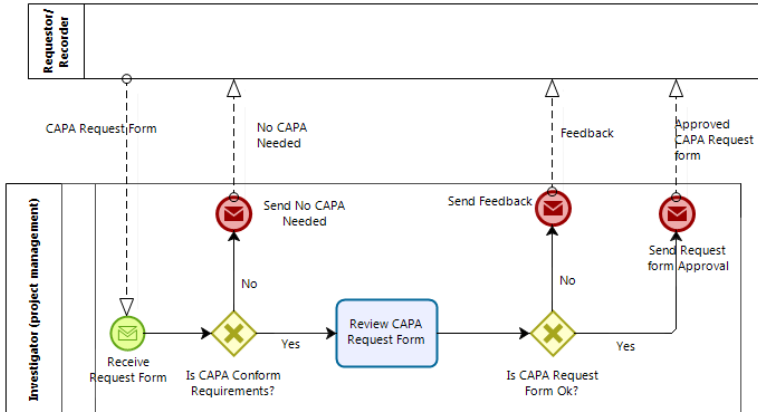 Requestor/
Recorder
CAPA Request Form
No CAPA
Needed
Feedback
Approved
CAPA Request
form
Investigator (project management)
Send No CAPA
Needed
Send Feedback
Send Request
form Approval
No
No
Receive
Request Form
Is CAPA Conform
Requirements?
Yes
Review CAPA
Request Form
Is CAPA Request
Form Ok?
Yes